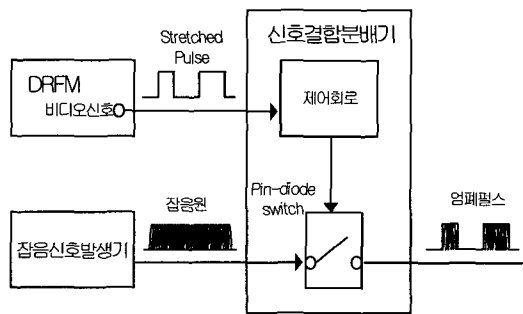 Stretched
Pulse
신호결합분배기
DRFM
비디오신호
제어회로
Pin-diode
switch
잡음원
엄폐펄스
잡음신호발생기